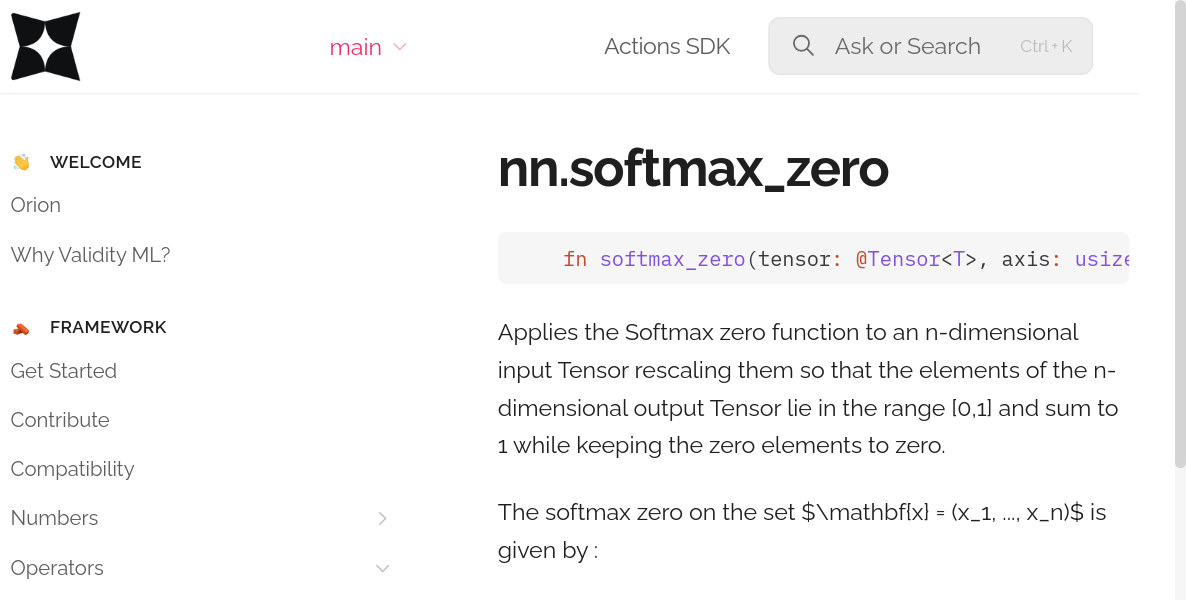 main
Actions SDK
Ask or Search
Ctrl + K
WELCOME
Orion
Why Validity ML?
FRAMEWORK
Get Started
Contribute
Compatibility
Numbers
Operators
nn.softmax_zero
fn softmax_zero(tensor: @Tensor<T>, axis: usize
Applies the Softmax zero function to an n-dimensional
input Tensor rescaling them so that the elements of the n-
dimensional output Tensor lie in the range [0,1] and sum to
1 while keeping the zero elements to zero.
The softmax zero on the set $\mathbf{x} = (x_1, ..., x_n)$ is
given by :